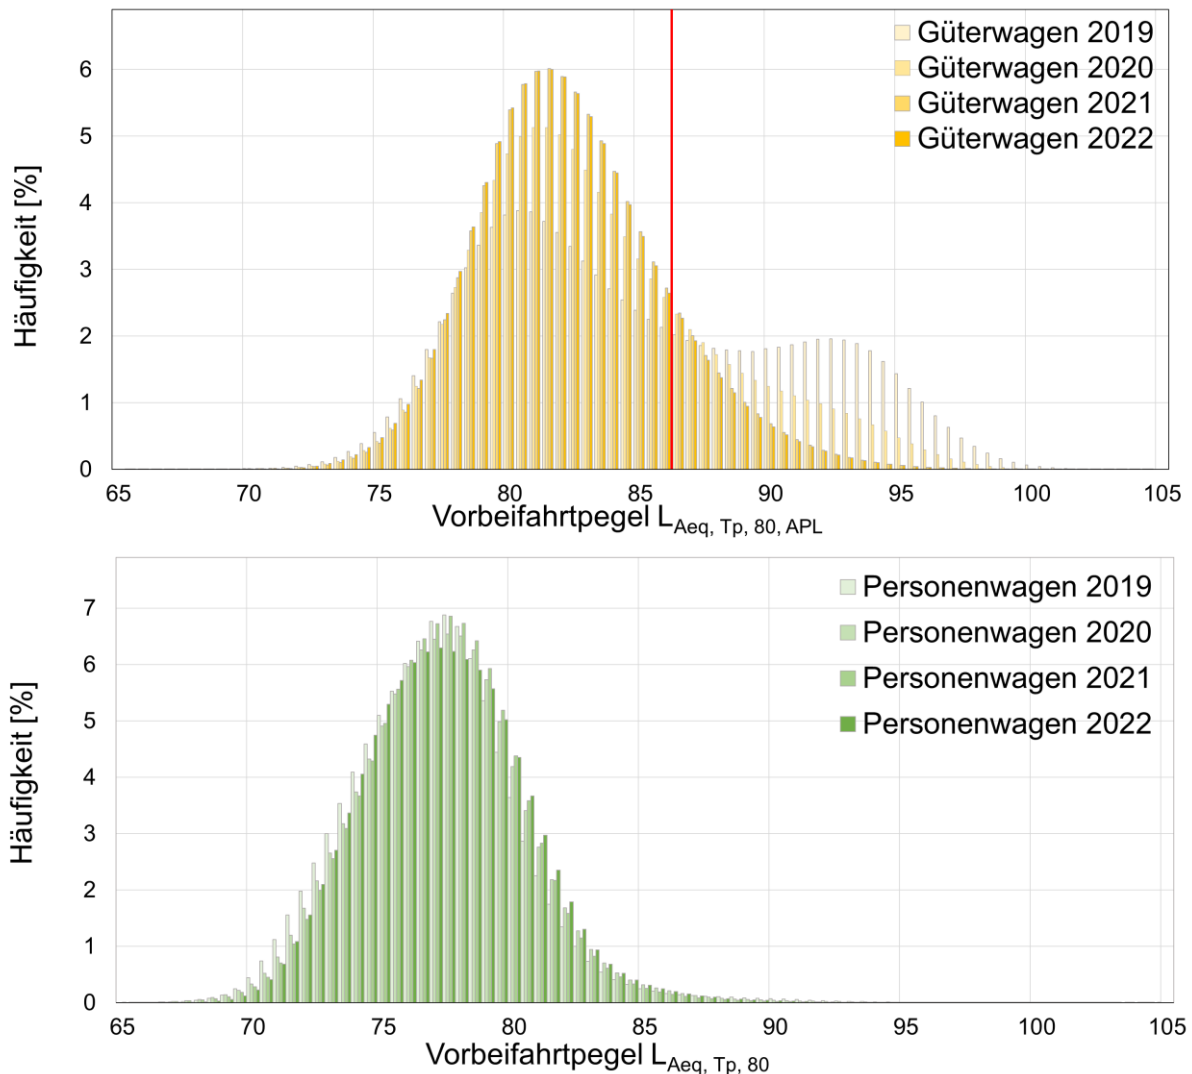 Güterwagen 2019
Güterwagen 2020
Güterwagen 2021
Güterwagen 2022
Häufigkeit [%]
6
5
4
3
2
1
0
65 70 75 80 85 90 95 100 105
Vorbeifahrtpegel L Aeq, Tp, 80, APL
Personenwagen 2019
Personenwagen 2020
Personenwagen 2021
Personenwagen 2022
Häufigkeit [%]
7
6
5
4
3
2
1
0
65 70 75 80 85 90 95 100 105
Vorbeifahrtpegel L Aeq, Tp, 80